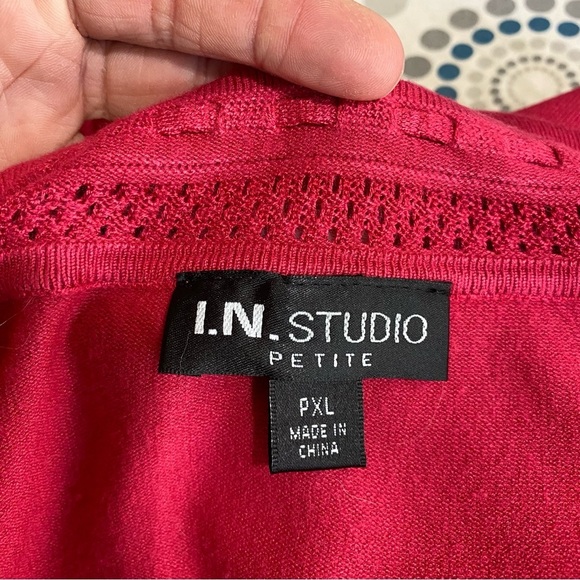 I.N. STUDIO
PETITE
PXL
MADE IN
CHINA